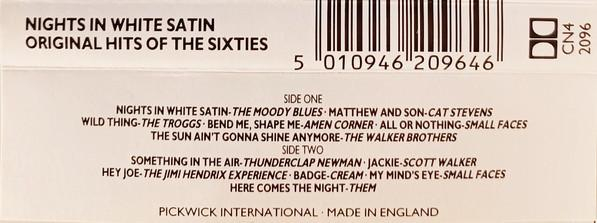 NIGHTS IN WHITE SATIN
ORIGINAL HITS OF THE SIXTIES
5 010946 209646
CN4
2096
SIDE ONE
NIGHTS IN WHITE SATIN-THE MOODY BLUES · MATTHEW AND SON-CAT STEVENS
WILD THING-THE TROGGS · BEND ME, SHAPE ME-AMEN CORNER · ALL OR NOTHING-SMALL FACES
THE SUN AIN'T GONNA SHINE ANYMORE-THE WALKER BROTHERS
SIDE TWO
SOMETHING IN THE AIR-THUNDERCLAP NEWMAN · JACKIE-SCOTT WALKER
HEY JOE-THE JIMI HENDRIX EXPERIENCE · BADGE-CREAM · MY MIND'S EYE-SMALL FACES
HERE COMES THE NIGHT-THEM
PICKWICK INTERNATIONAL · MADE IN ENGLAND